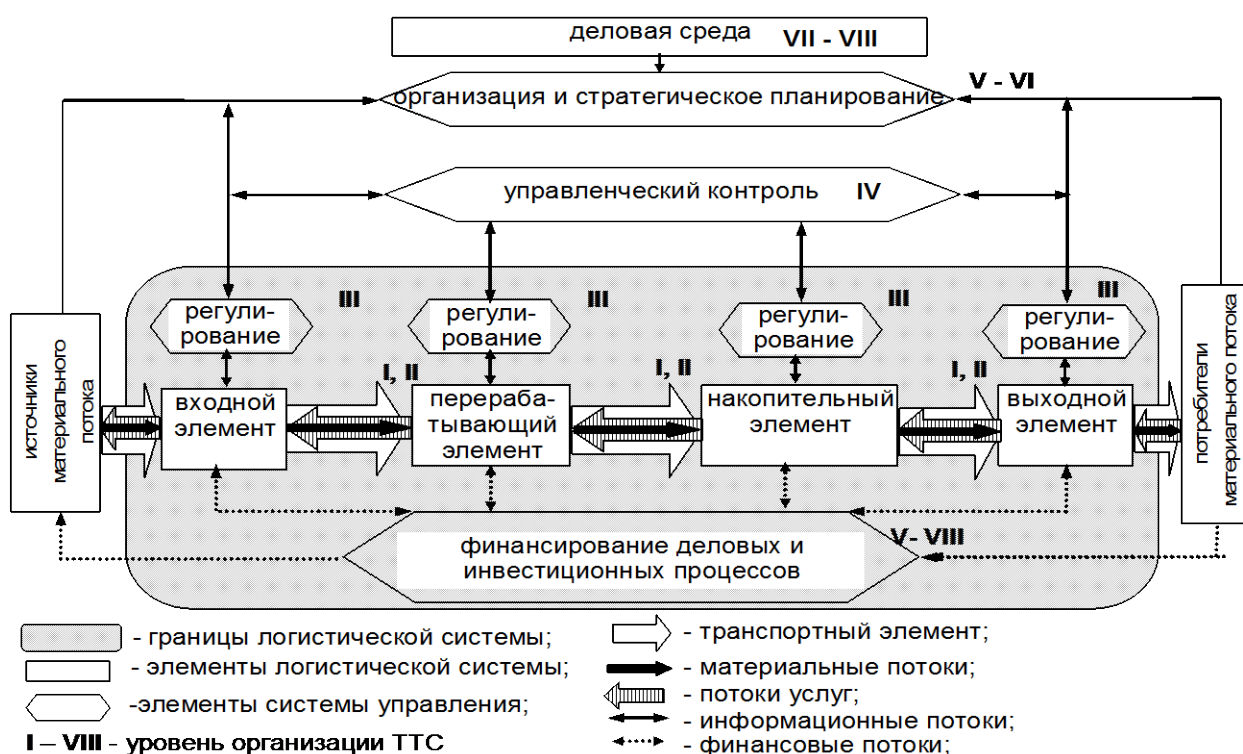 деловая среда VII - VIII
организация и стратегическое планирование
V - VI
управленческий контроль IV
III
III
III
III
регули-
рование
регули-
рование
регули-
рование
регули-
рование
источники
материального
потока
I, II
I, II
I, II
входной
элемент
перераба-
тывающий
элемент
накопительный
элемент
выходной
элемент
потребители
материального потока
V - VIII
финансирование деловых и
инвестиционных процессов
- границы логистической системы;
- элементы логистической системы;
-элементы системы управления;
I – VIII - уровень организации ТТС
- транспортный элемент;
- материальные потоки;
- потоки услуг;
- информационные потоки;
- финансовые потоки;